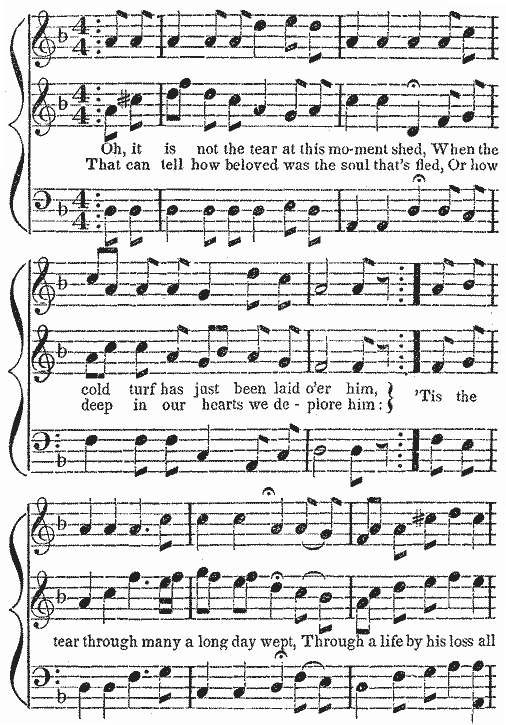 Oh, it is not the tear at this mo-ment shed, When the
That can tell how beloved was the soul that's fled, Or how
cold turf has just been laid o'er him,
deep in our hearts we de - plore him:
'Tis the
tear through many a long day wept, Through a life by his loss all